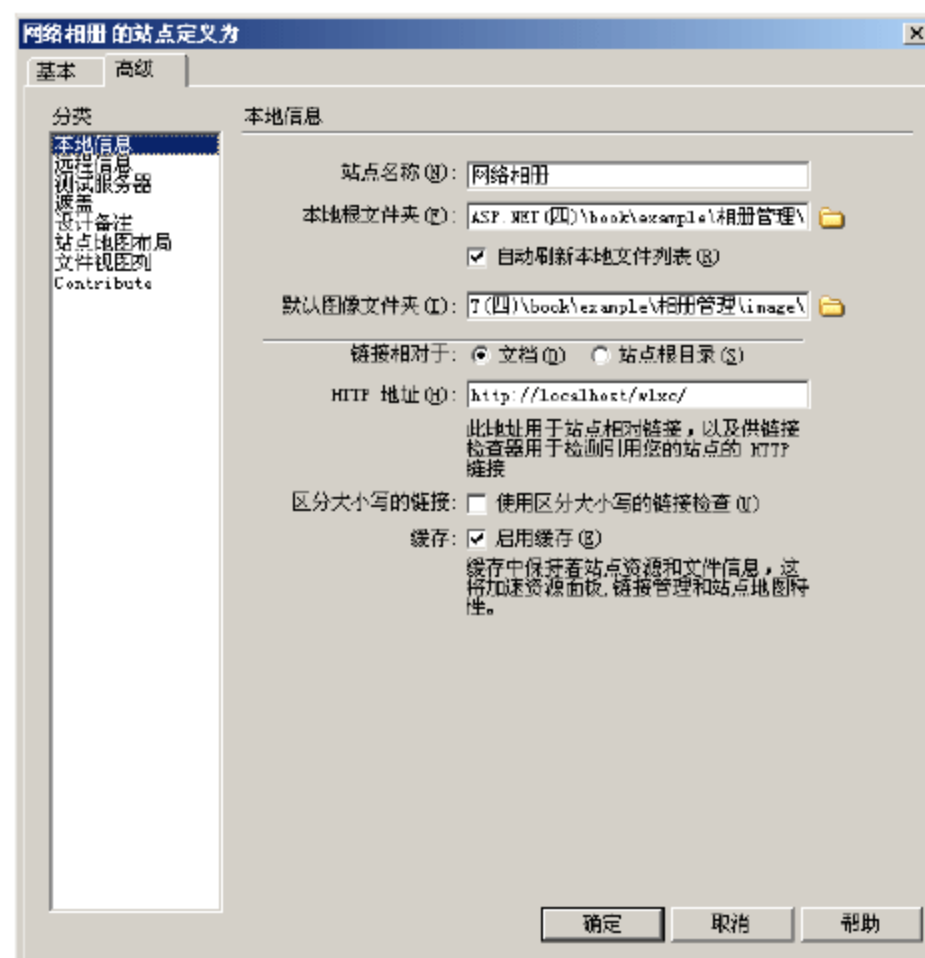 网络相册 的站点定义为
基本 高级
分类
本地信息
远程信息
测试服务器
遮盖
设计备注
站点地图布局
文件视图列
Contribute
本地信息
站点名称(N): 网络相册
本地根文件夹(F): ASP.NET(四)\book\example\相册管理\
自动刷新本地文件列表(R)
默认图像文件夹(I): T(四)\book\example\相册管理\image\
链接相对于: 文档(D) 站点根目录(S)
HTTP 地址(H): http://localhost/wlxc/
此地址用于站点相对链接，以及供链接
检查器用于检测引用您的站点的 HTTP
链接
区分大小写的链接: 使用区分大小写的链接检查(U)
缓存: 启用缓存(E)
缓存中保持着站点资源和文件信息，这
将加速资源面板,链接管理和站点地图特
性。
确定 取消 帮助